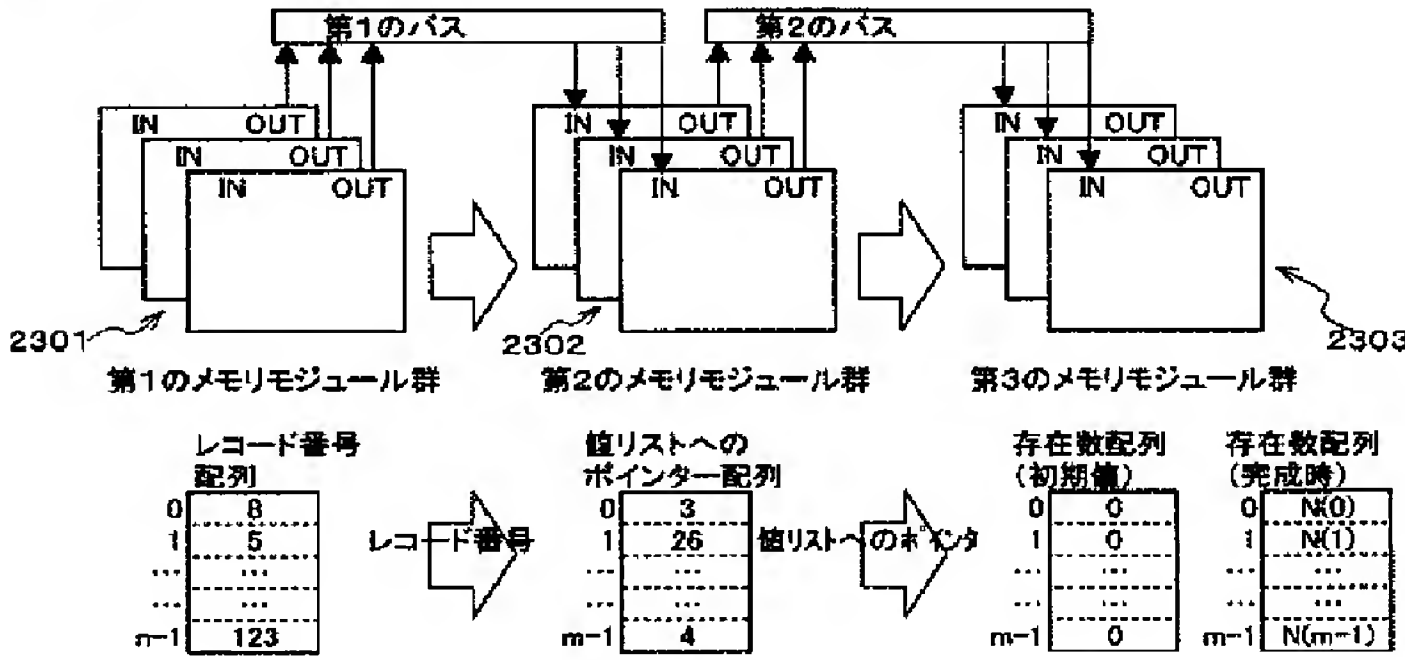 第1のバス
第2のバス
IN OUT
IN OUT
IN OUT
IN OUT
IN OUT
IN OUT
IN OUT
IN OUT
IN OUT
2301
2302
2303
第1のメモリモジュール群
第2のメモリモジュール群
第3のメモリモジュール群
レコード番号
配列
0 8
1 5
... ...
... ...
n-1 123
レコード番号
値リストへの
ポインター配列
0 3
1 26
... ...
... ...
m-1 4
値リストへのポインタ
存在数配列
(初期値)
0 0
1 0
... ...
... ...
m-1 0
存在数配列
(完成時)
0 N(0)
1 N(1)
... ...
... ...
m-1 N(m-1)